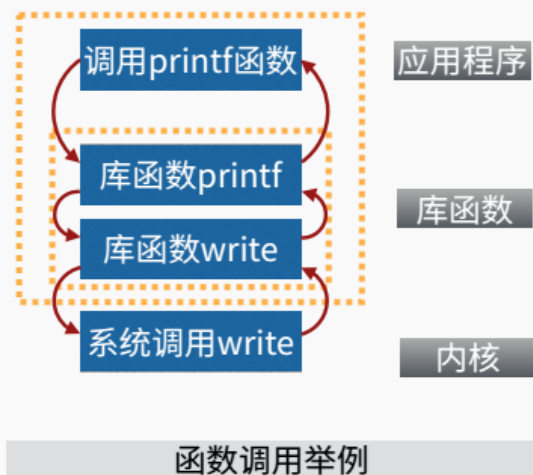 调用printf函数
应用程序
库函数printf
库函数
库函数write
系统调用write
内核
函数调用举例